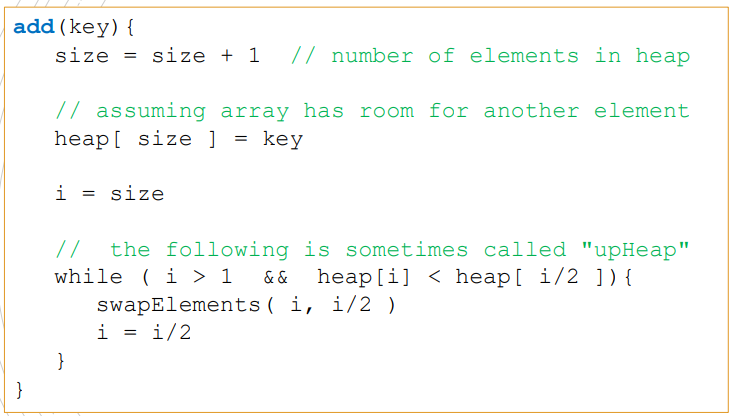 add(key){
size = size + 1 // number of elements in heap
// assuming array has room for another element
heap[ size ] = key
i = size
// the following is sometimes called "upHeap"
while ( i > 1 && heap[i] < heap[ i/2 ]){
swapElements( i, i/2 )
i = i/2
}
}